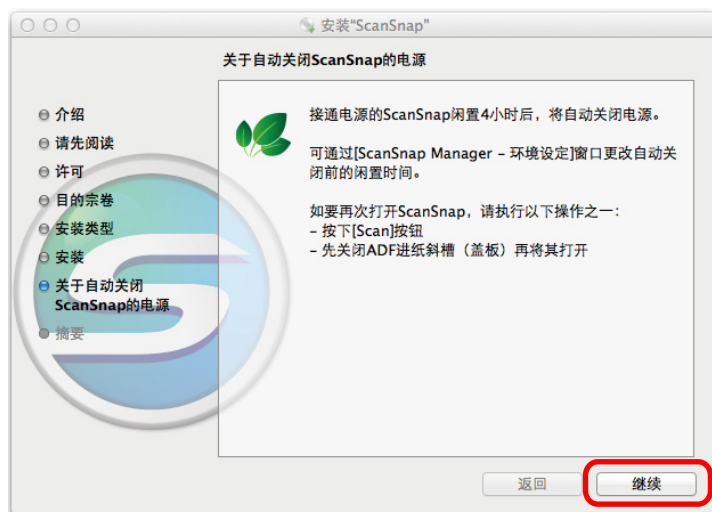 安装“ScanSnap”
关于自动关闭ScanSnap的电源
介绍
请先阅读
许可
目的宗卷
安装类型
安装
关于自动关闭
ScanSnap的电源
摘要
接通电源的ScanSnap闲置4小时后，将自动关闭电源。
可通过[ScanSnap Manager – 环境设定]窗口更改自动关
闭前的闲置时间。
如要再次打开ScanSnap，请执行以下操作之一：
– 按下[Scan]按钮
– 先关闭ADF进纸斜槽（盖板）再将其打开
返回
继续